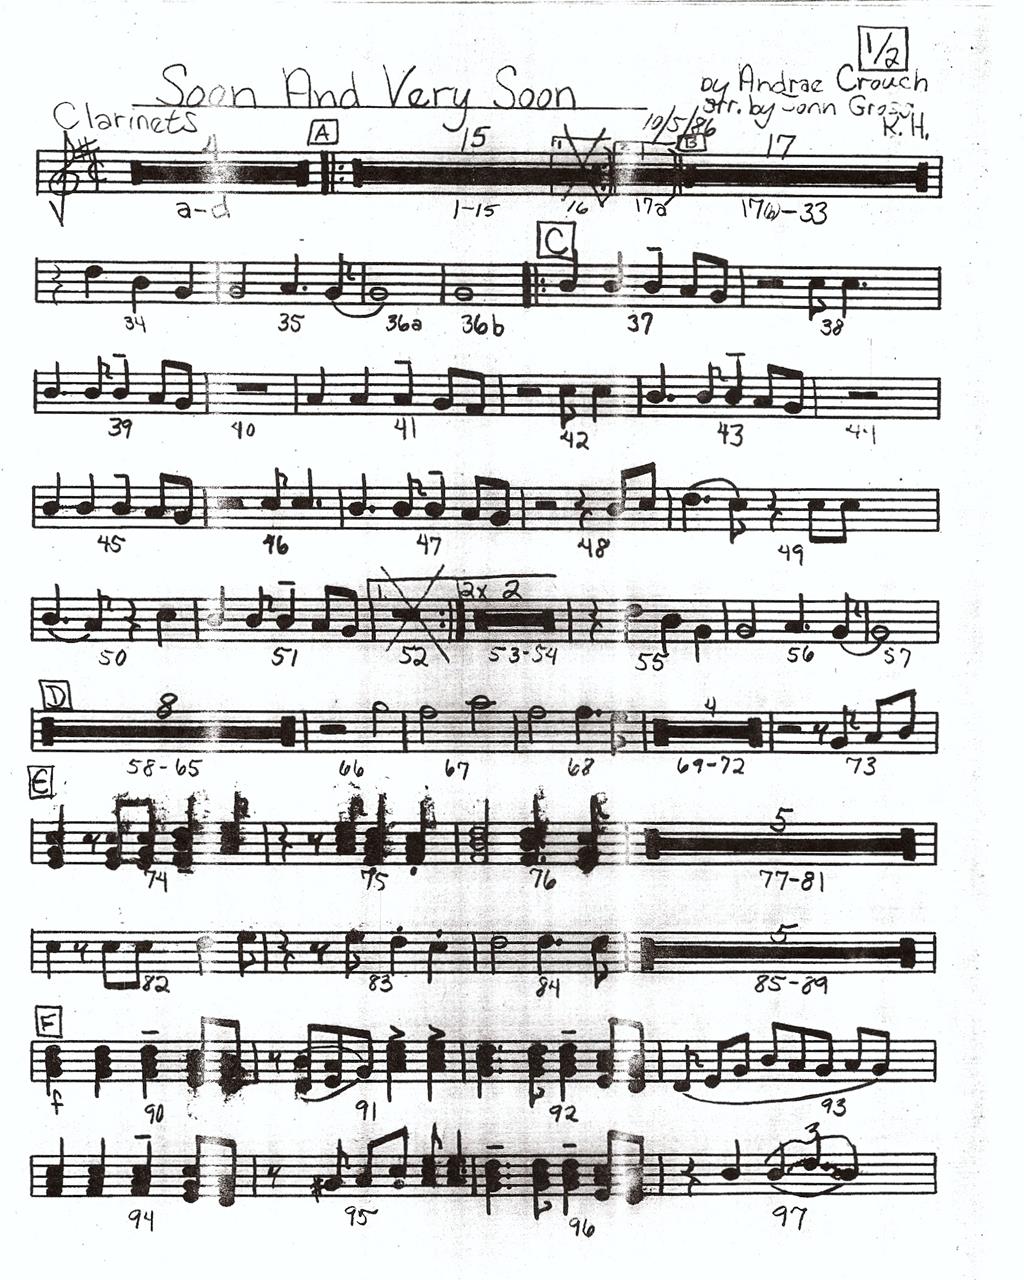 1/2
Soon And Very Soon
by Andrae Crouch
arr. by John
Clarinets
10/5/86
R. H.
4 A 15 1. B 17
a-d 1-15 16 17a 17(b)-33
C
34 35 36a 36b 37 38
39 40 41 42 43 44
45 46 47 48 49
1. 2x 2
50 51 52 53-54 55 56 57
D 8 4
58-65 66 67 68 69-72 73
E 5
74 75 76 77-81
5
82 83 84 85-89
F
f 90 91 92 93
3
94 95 96 97